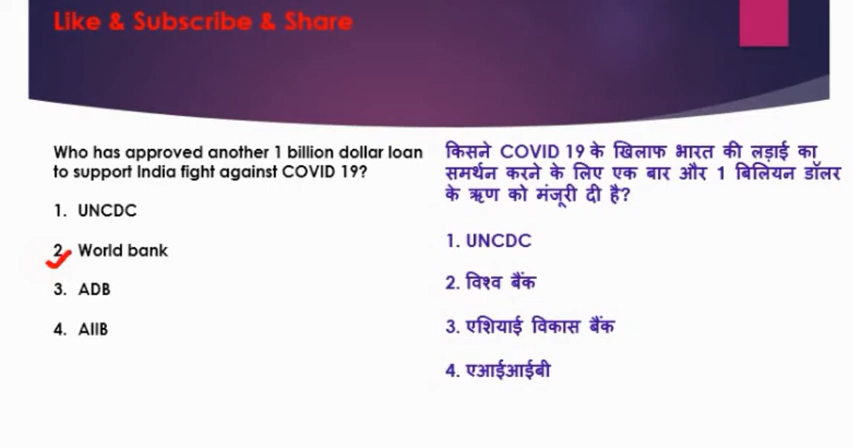 Like & Subscribe & Share
Who has approved another 1 billion dollar loan
to support India fight against COVID 19?
1. UNCDC
2. World bank
3. ADB
4. AIIB
किसने COVID 19 के खिलाफ भारत की लड़ाई का
समर्थन करने के लिए एक बार और 1 बिलियन डॉलर
के ऋण को मंजूरी दी है?
1. UNCDC
2. विश्व बैंक
3. एशियाई विकास बैंक
4. एआईआईबी